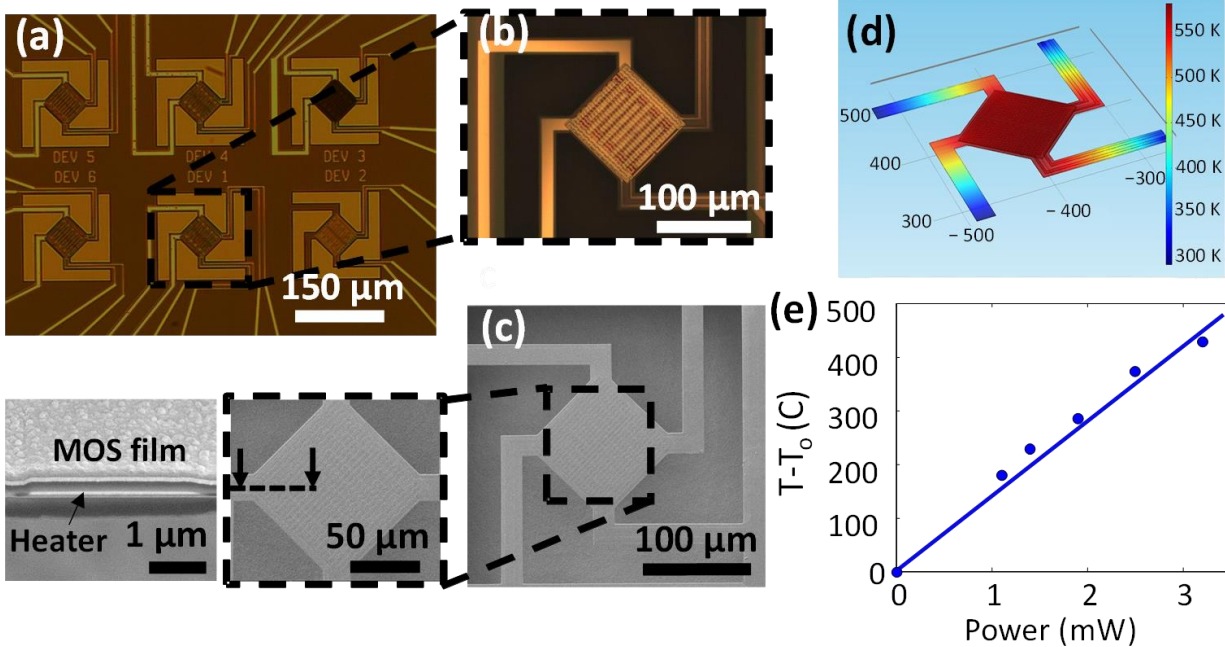 (a)
DEV 5 DEV 4 DEV 3
DEV 6 DEV 1 DEV 2
150 µm
(b)
100 µm
c
(d)
500
400
300
– 500
– 400
–300
550 K
500 K
450 K
400 K
350 K
300 K
MOS film
Heater
1 µm
50 µm
(c)
100 µm
(e)
500
400
300
200
100
0
T-To (C)
0 1 2 3
Power (mW)